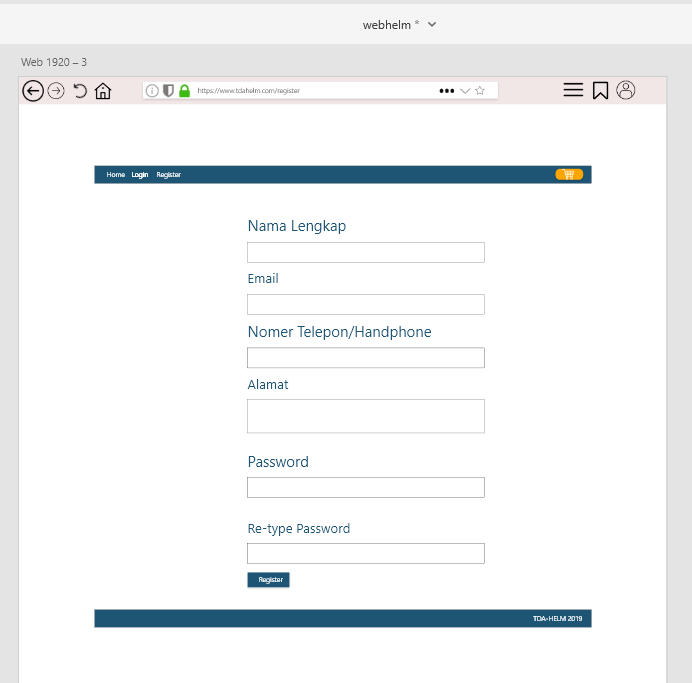 webhelm *
Web 1920 – 3
https://www.tdahelm.com/register
Home Login Register
Nama Lengkap
Email
Nomer Telepon/Handphone
Alamat
Password
Re-type Password
Register
TDA-HELM 2019